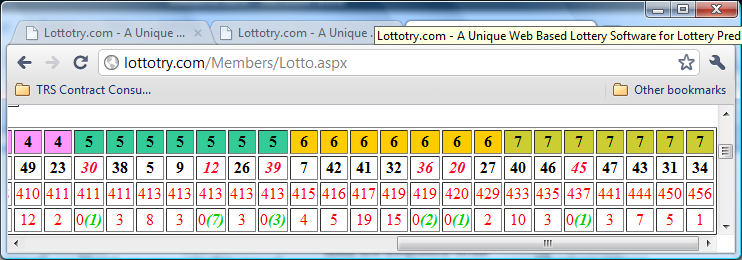 Lottotry.com - A Unique ...
Lottotry.com - A Unique
Lottotry.com - A Unique Web Based Lottery Software for Lottery Pred
lottotry.com/Members/Lotto.aspx
TRS Contract Consu...
Other bookmarks
4 4 5 5 5 5 5 5 5 6 6 6 6 6 6 6 7 7 7 7 7 7 7
49 23 30 38 5 9 12 26 39 7 42 41 32 36 20 27 40 46 45 47 43 31 34
410 411 411 411 413 413 413 413 413 415 416 417 419 419 420 429 433 435 437 441 444 450 456
12 2 0(1) 3 8 3 0(7) 3 0(3) 4 5 19 15 0(2) 0(1) 2 10 3 0(1) 3 7 5 1